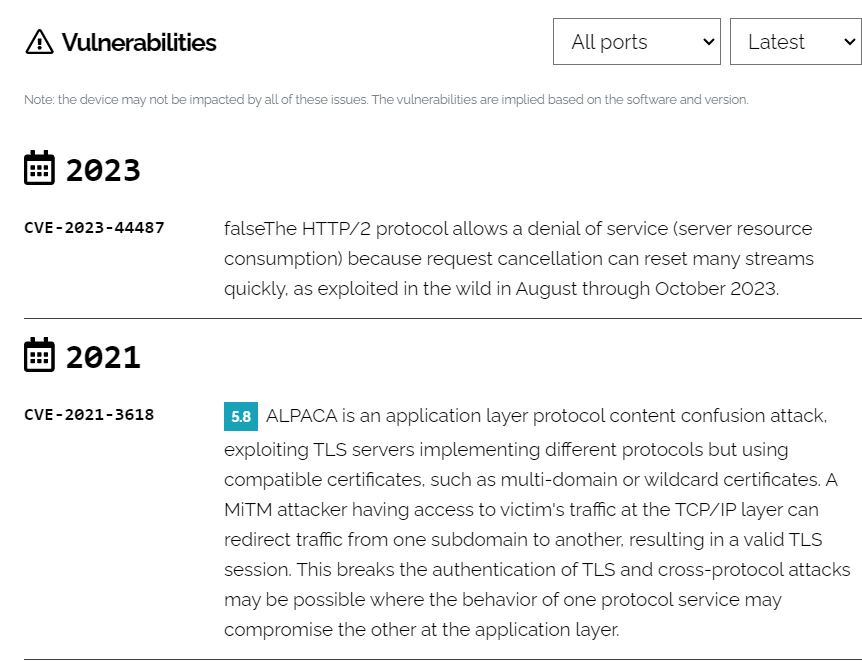 Vulnerabilities
All ports
Latest
Note: the device may not be impacted by all of these issues. The vulnerabilities are implied based on the software and version.
2023
CVE-2023-44487
falseThe HTTP/2 protocol allows a denial of service (server resource
consumption) because request cancellation can reset many streams
quickly, as exploited in the wild in August through October 2023.
2021
CVE-2021-3618
5.8 ALPACA is an application layer protocol content confusion attack,
exploiting TLS servers implementing different protocols but using
compatible certificates, such as multi-domain or wildcard certificates. A
MiTM attacker having access to victim's traffic at the TCP/IP layer can
redirect traffic from one subdomain to another, resulting in a valid TLS
session. This breaks the authentication of TLS and cross-protocol attacks
may be possible where the behavior of one protocol service may
compromise the other at the application layer.